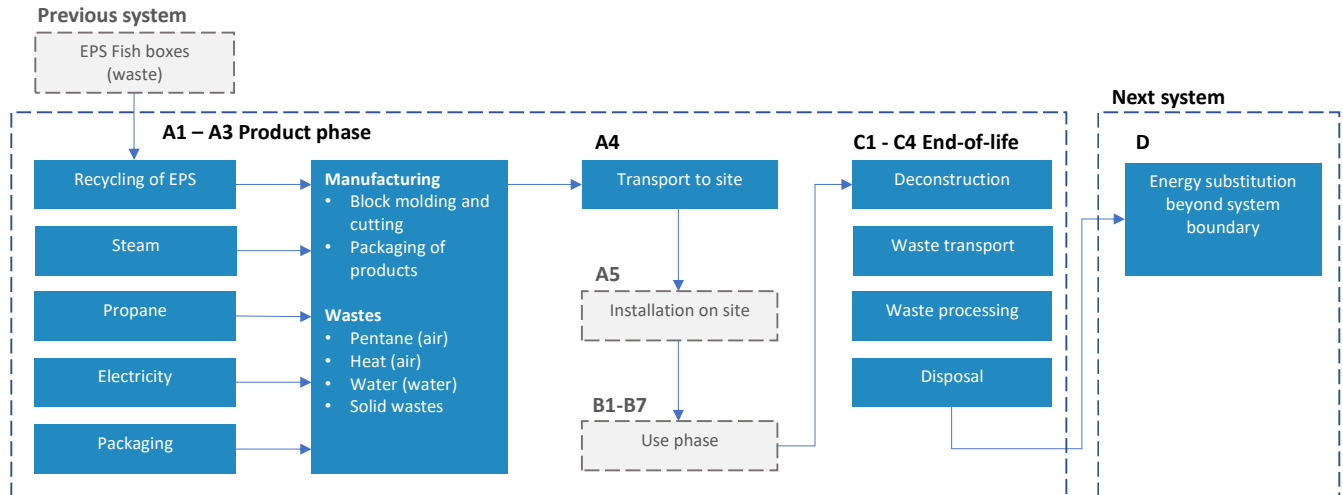 Previous system
EPS Fish boxes
(waste)
Next system
A1 – A3 Product phase
A4
C1 - C4 End-of-life
D
Recycling of EPS
Steam
Propane
Electricity
Packaging
Manufacturing
• Block molding and
cutting
• Packaging of
products
Wastes
• Pentane (air)
• Heat (air)
• Water (water)
• Solid wastes
Transport to site
A5
Installation on site
B1-B7
Use phase
Deconstruction
Waste transport
Waste processing
Disposal
Energy substitution
beyond system
boundary